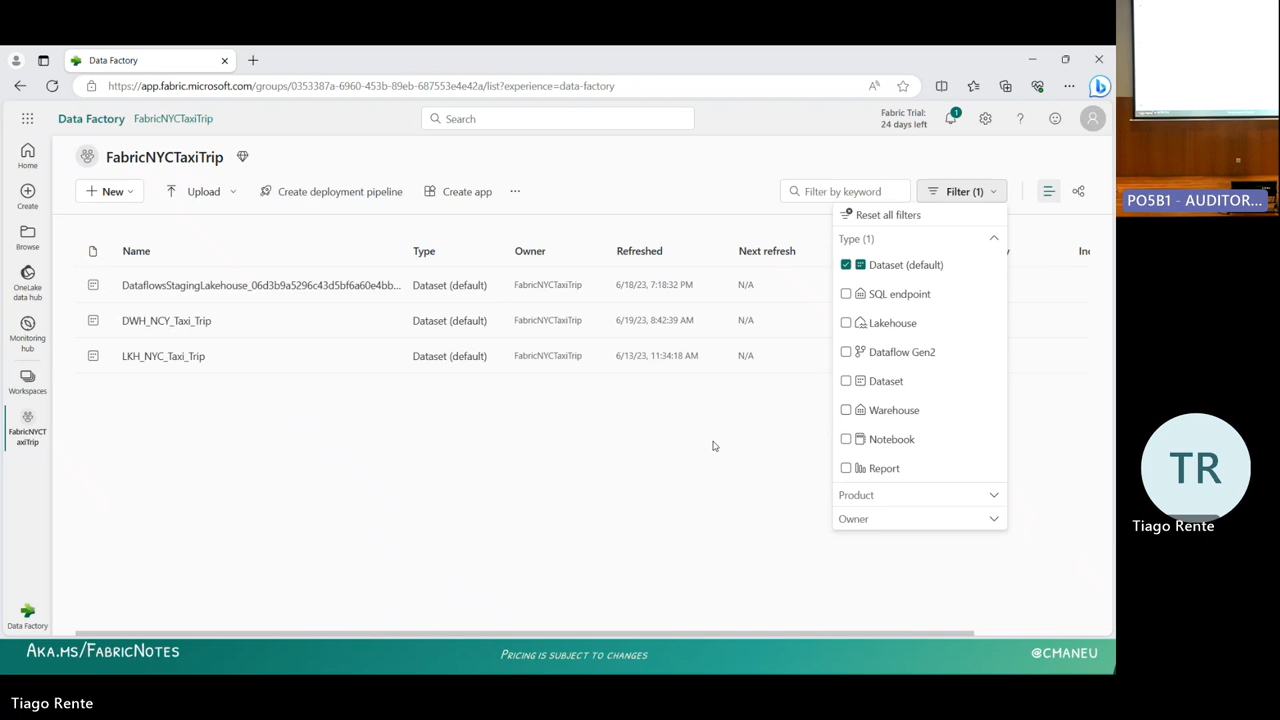 Data Factory
https://app.fabric.microsoft.com/groups/0353387a-6960-453b-89eb-687553e4e42a/list?experience=data-factory
Data Factory FabricNYCTaxiTrip
Search
Fabric Trial:
24 days left
1
FabricNYCTaxiTrip
New
Upload
Create deployment pipeline
Create app
Filter by keyword
Filter (1)
Home
Create
Browse
OneLake
data hub
Monitoring
hub
Workspaces
FabricNYCT
axiTrip
Data Factory
Name Type Owner Refreshed Next refresh
DataflowsStagingLakehouse_06d3b9a5296c43d5bf6a60e4bb... Dataset (default) FabricNYCTaxiTrip 6/18/23, 7:18:32 PM N/A
DWH_NCY_Taxi_Trip Dataset (default) FabricNYCTaxiTrip 6/19/23, 8:42:39 AM N/A
LKH_NYC_Taxi_Trip Dataset (default) FabricNYCTaxiTrip 6/13/23, 11:34:18 AM N/A
Reset all filters
Type (1)
Dataset (default)
SQL endpoint
Lakehouse
Dataflow Gen2
Dataset
Warehouse
Notebook
Report
Product
Owner
PO5B1 - AUDITOR...
TR
Tiago Rente
AKA.MS/FABRICNOTES
PRICING IS SUBJECT TO CHANGES
@CMANEU
Tiago Rente